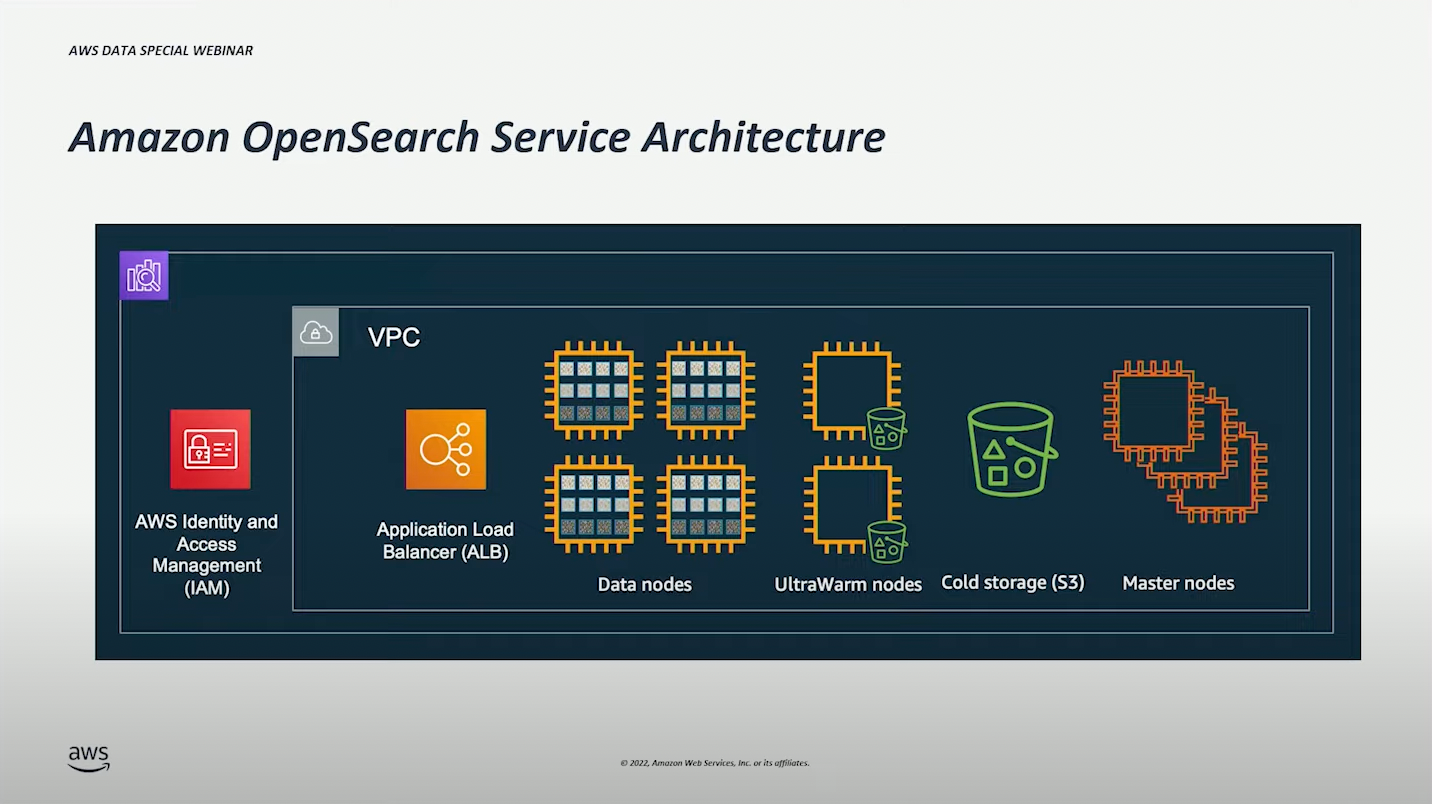 AWS DATA SPECIAL WEBINAR
Amazon OpenSearch Service Architecture
VPC
AWS Identity and
Access
Management
(IAM)
Application Load
Balancer (ALB)
Data nodes
UltraWarm nodes
Cold storage (S3)
Master nodes
aws
© 2022, Amazon Web Services, Inc. or its affiliates.